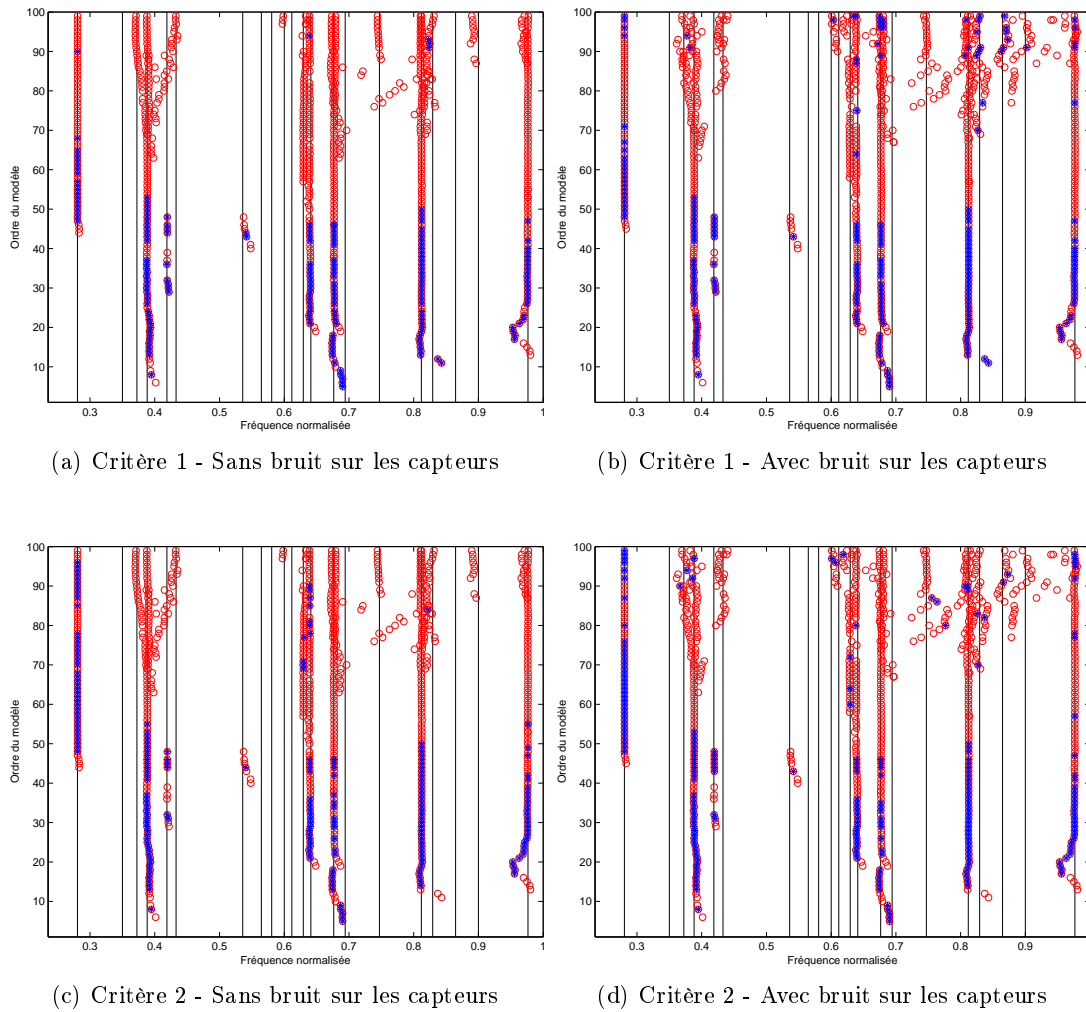 100
90
80
70
60
50
40
30
20
10
Ordre du modèle
0.3 0.4 0.5 0.6 0.7 0.8 0.9 1
Fréquence normalisée
(a) Critère 1 - Sans bruit sur les capteurs
100
90
80
70
60
50
40
30
20
10
Ordre du modèle
0.3 0.4 0.5 0.6 0.7 0.8 0.9
Fréquence normalisée
(b) Critère 1 - Avec bruit sur les capteurs
100
90
80
70
60
50
40
30
20
10
Ordre du modèle
0.3 0.4 0.5 0.6 0.7 0.8 0.9 1
Fréquence normalisée
(c) Critère 2 - Sans bruit sur les capteurs
100
90
80
70
60
50
40
30
20
10
Ordre du modèle
0.3 0.4 0.5 0.6 0.7 0.8 0.9
Fréquence normalisée
(d) Critère 2 - Avec bruit sur les capteurs